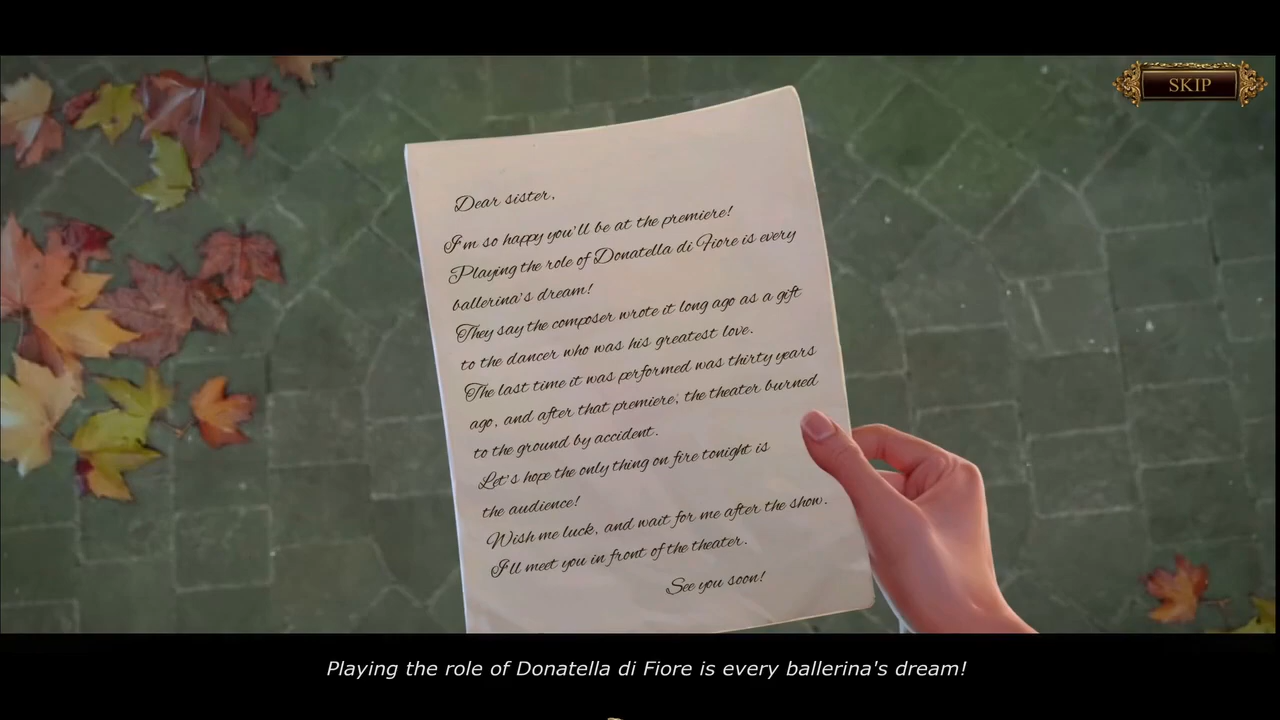 SKIP
Dear sister,
I'm so happy you'll be at the premiere!
Playing the role of Donatella di Fiore is every
ballerina's dream!
They say the composer wrote it long ago as a gift
to the dancer who was his greatest love.
The last time it was performed was thirty years
ago, and after that premiere, the theater burned
to the ground by accident.
Let's hope the only thing on fire tonight is
the audience!
Wish me luck, and wait for me after the show.
I'll meet you in front of the theater.
See you soon!
Playing the role of Donatella di Fiore is every ballerina's dream!